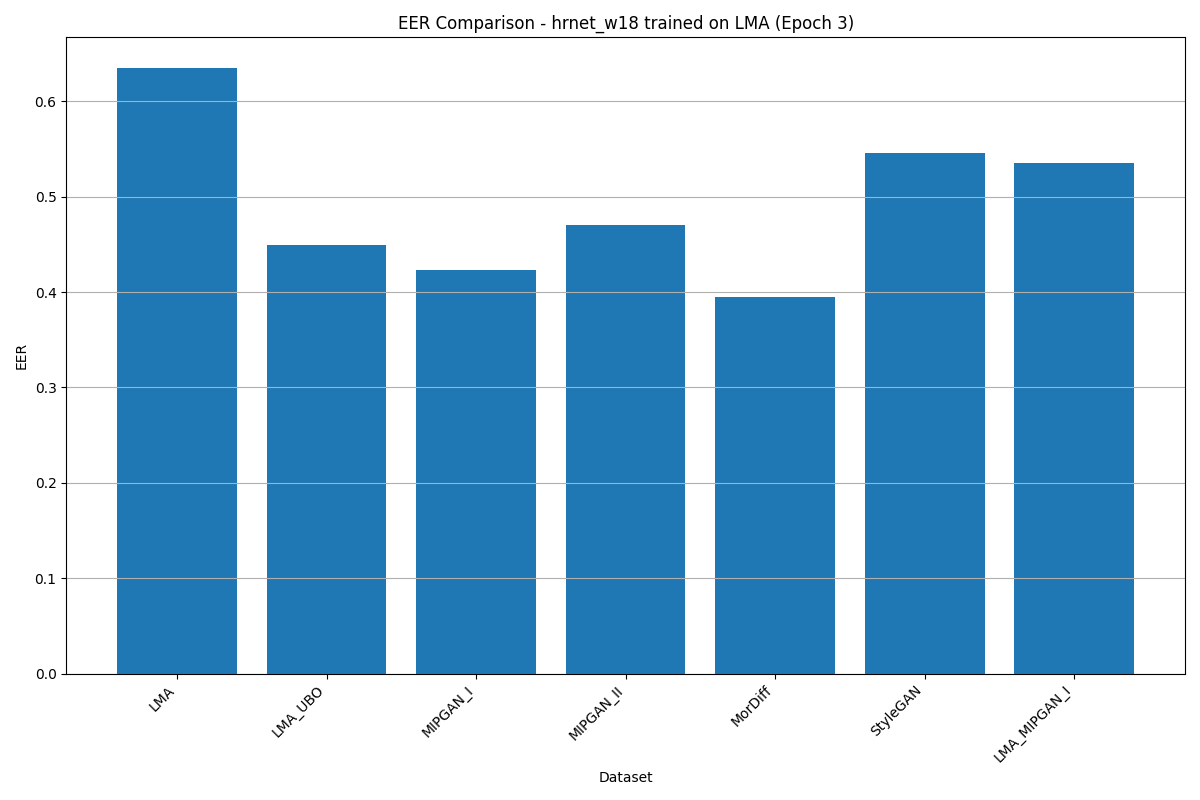 EER Comparison - hrnet_w18 trained on LMA (Epoch 3)
EER
0.6
0.5
0.4
0.3
0.2
0.1
0.0
LMA
LMA_UBO
MIPGAN_I
MIPGAN_II
MorDiff
StyleGAN
LMA_MIPGAN_I
Dataset